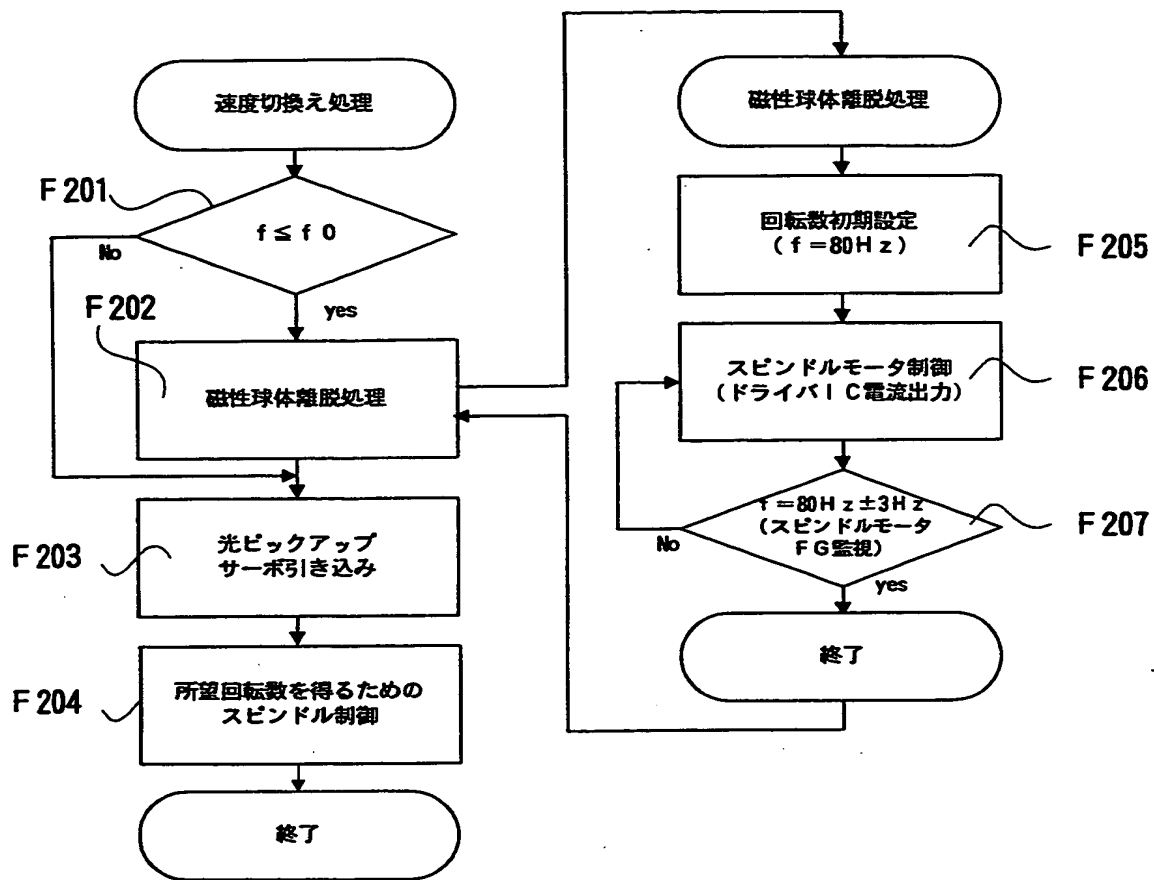 速度切換え処理
F201
f≦f0
No
yes
F202
磁性球体離脱処理
F203
光ピックアップ
サーボ引き込み
F204
所望回転数を得るための
スピンドル制御
終了
磁性球体離脱処理
回転数初期設定
(f=80Hz)
F205
スピンドルモータ制御
(ドライバIC電流出力)
F206
f=80Hz±3Hz
(スピンドルモータ
FG監視)
F207
No
yes
終了